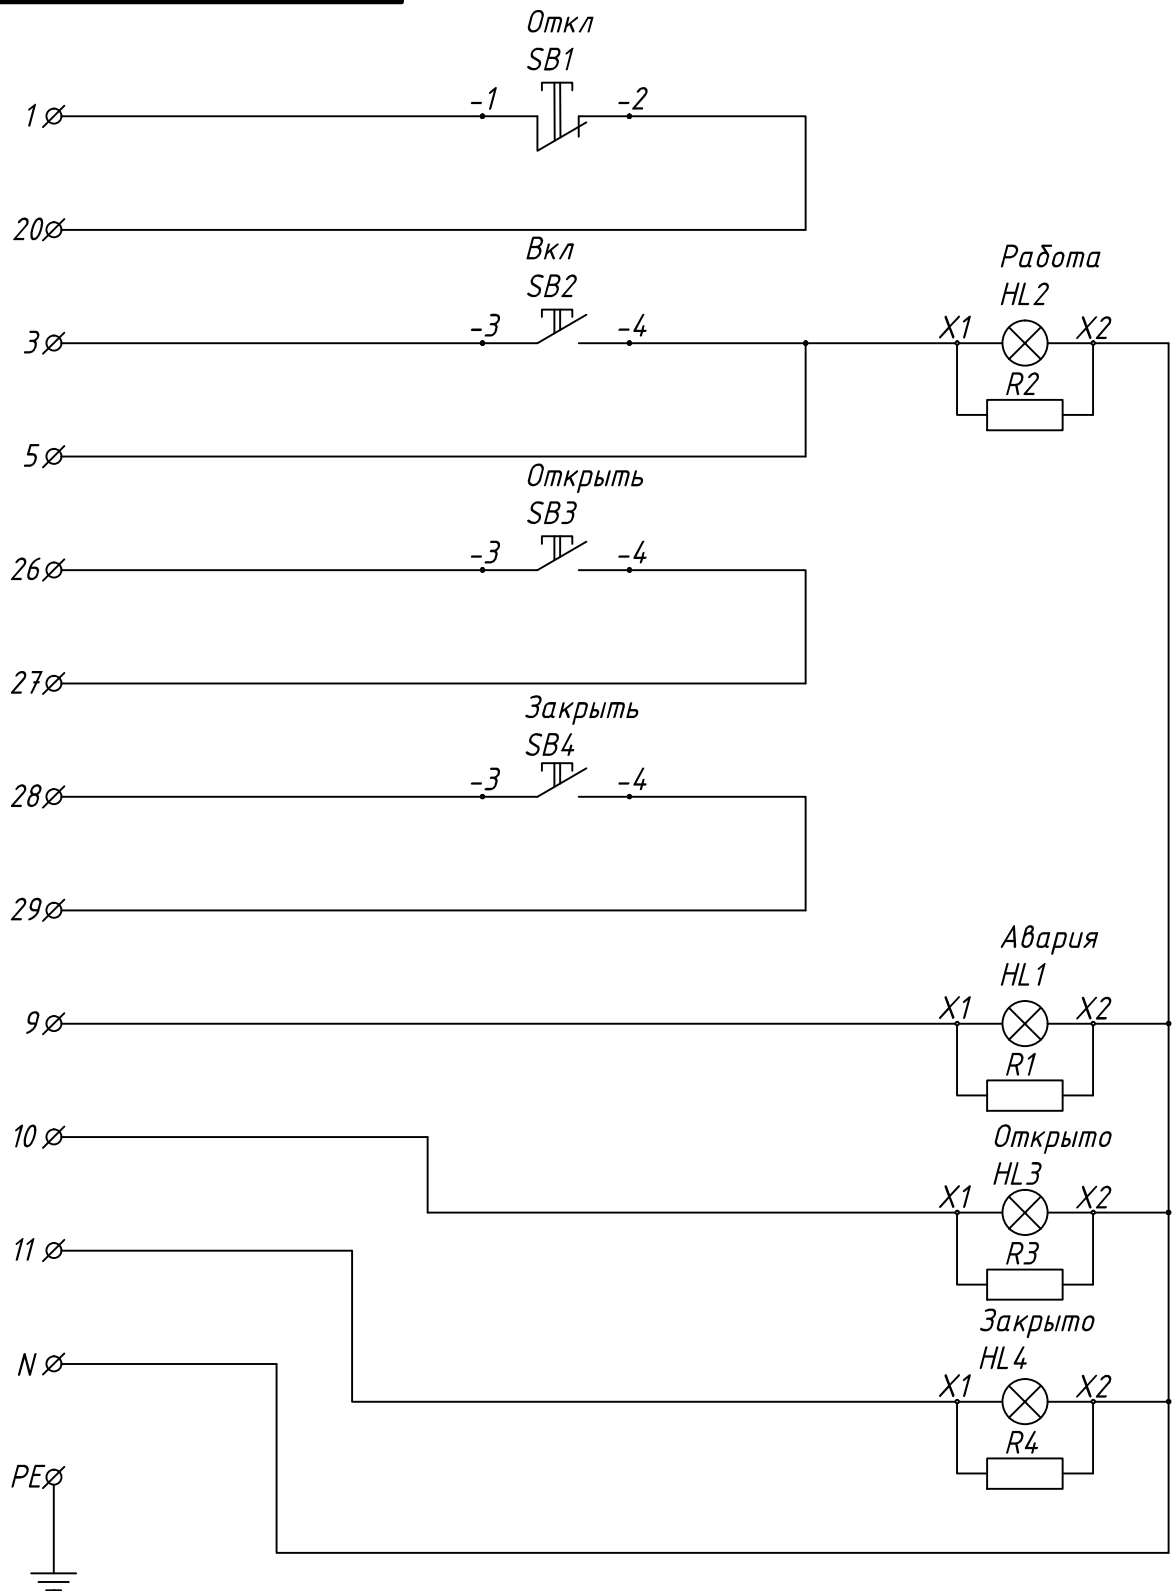 Откл
SB1
1
-1
-2
20
Вкл
SB2
3
-3
-4
Работа
HL2
X1
X2
R2
5
Открыть
SB3
26
-3
-4
27
Закрыть
SB4
28
-3
-4
29
Авария
HL1
9
X1
X2
R1
10
Открыто
HL3
X1
X2
R3
11
Закрыто
HL4
N
X1
X2
R4
PE